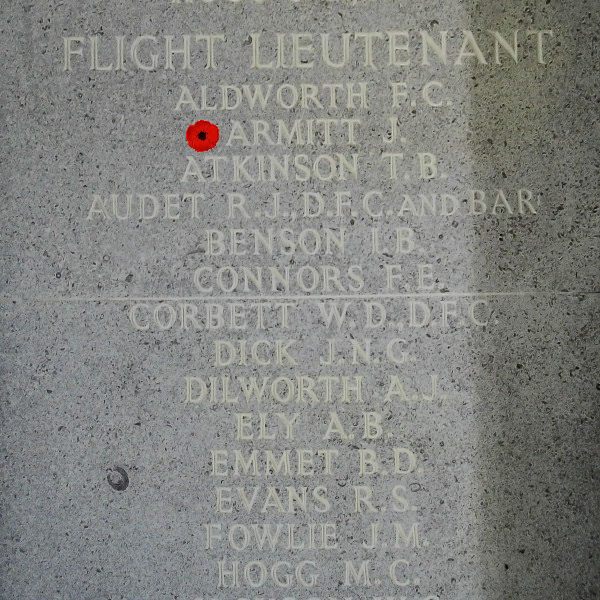 FLIGHT LIEUTENANT
ALDWORTH F.C.
ARMITT J.
ATKINSON T.B.
AUDET R.J., D.F.C. AND BAR
BENSON I.B.
CONNORS F.E.
CORBETT W.D., D.F.C.
DICK J.N.G.
DILWORTH A.J.
ELY A.B.
EMMET B.D.
EVANS R.S.
FOWLIE J.M.
HOGG M.C.